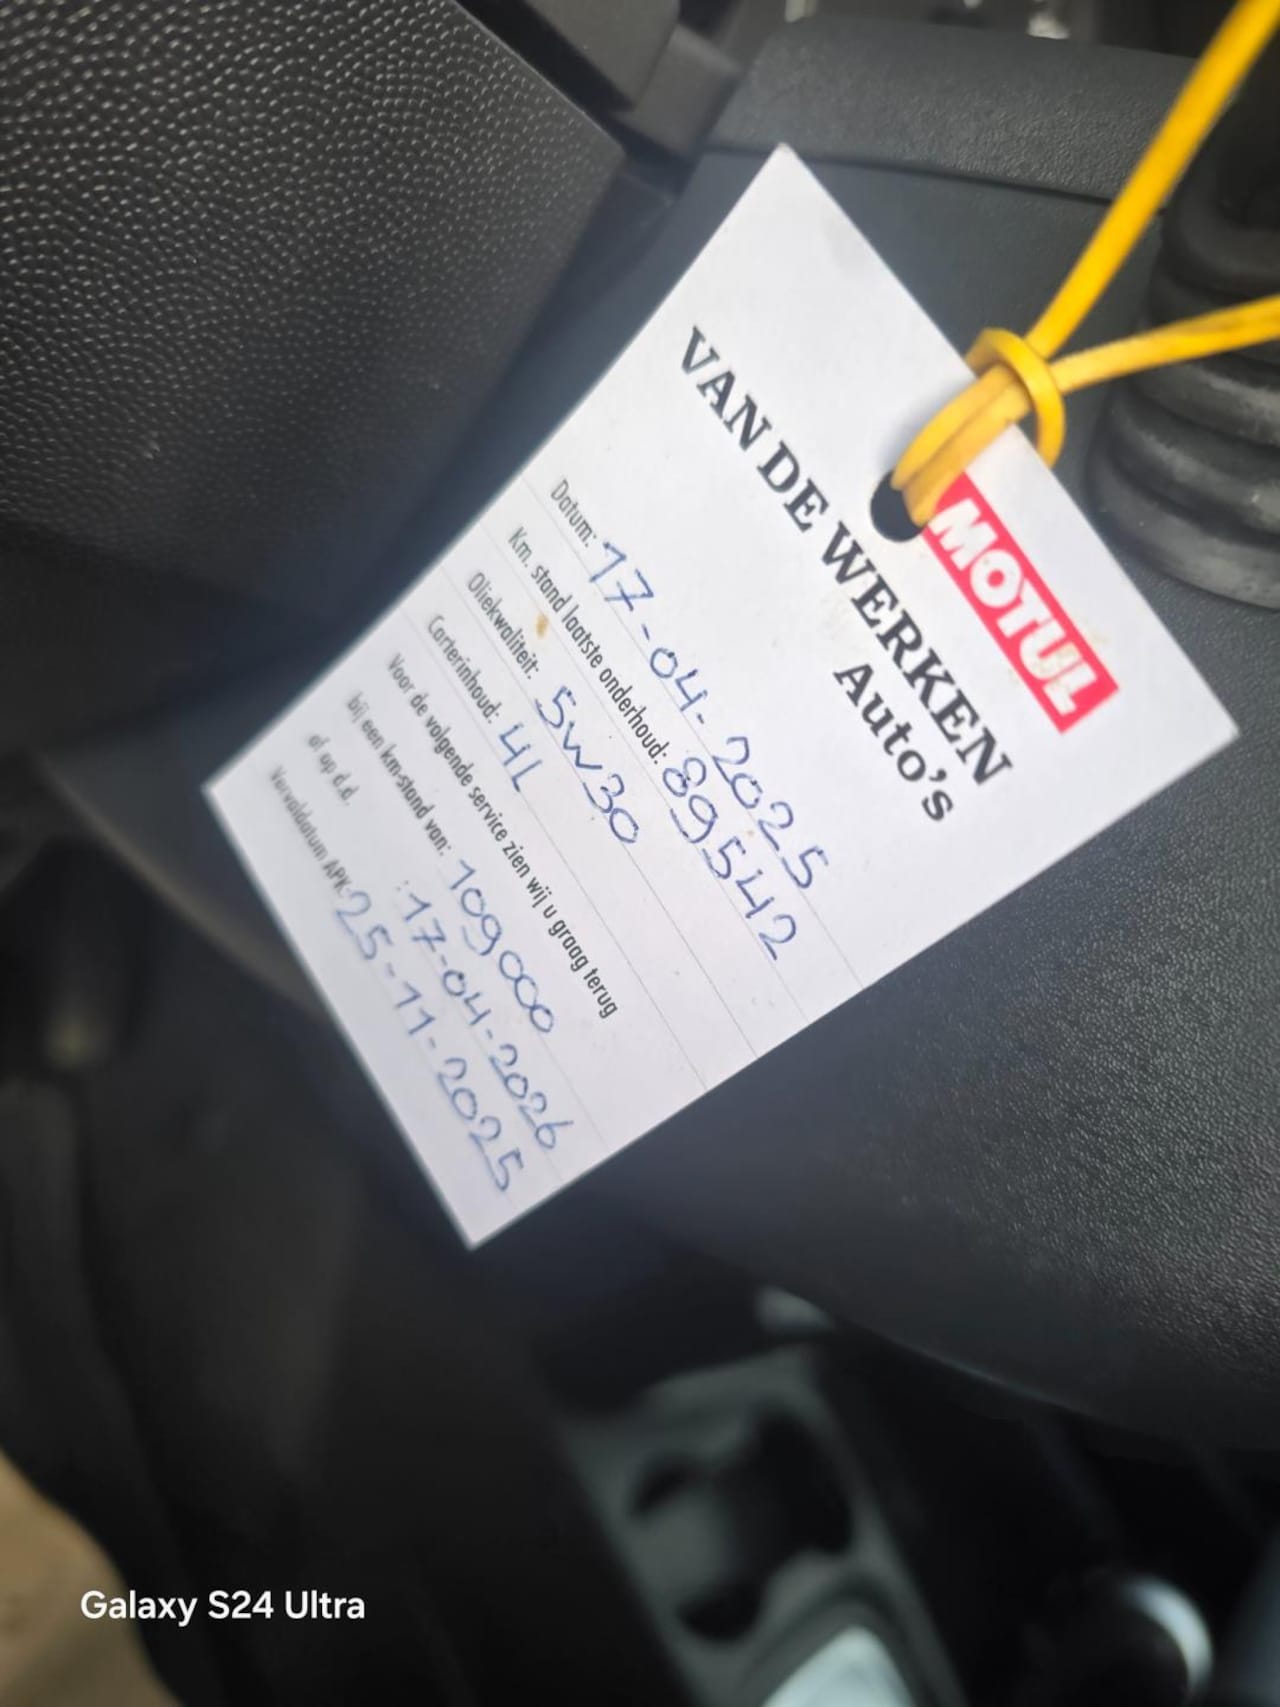 MOTUL
VAN DE WERKEN
Auto's
Datum: 17-04-2025
Km. stand laatste onderhoud: 89542
Oliekwaliteit: 5w30
Carterinhoud: 4L
Voor de volgende service zien wij u graag terug
bij een km-stand van: 109000
of op d.d. : 17-04-2026
Vervaldatum APK: 25-11-2025
Galaxy S24 Ultra